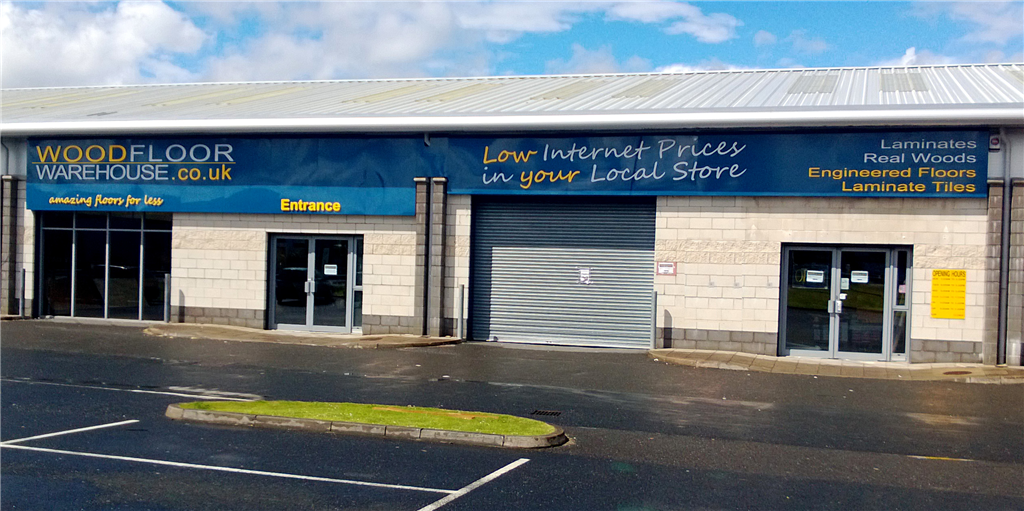 WOODFLOOR
WAREHOUSE.co.uk
amazing floors for less
Entrance
Low Internet Prices
in your Local Store
Laminates
Real Woods
Engineered Floors
Laminate Tiles
OPENING HOURS